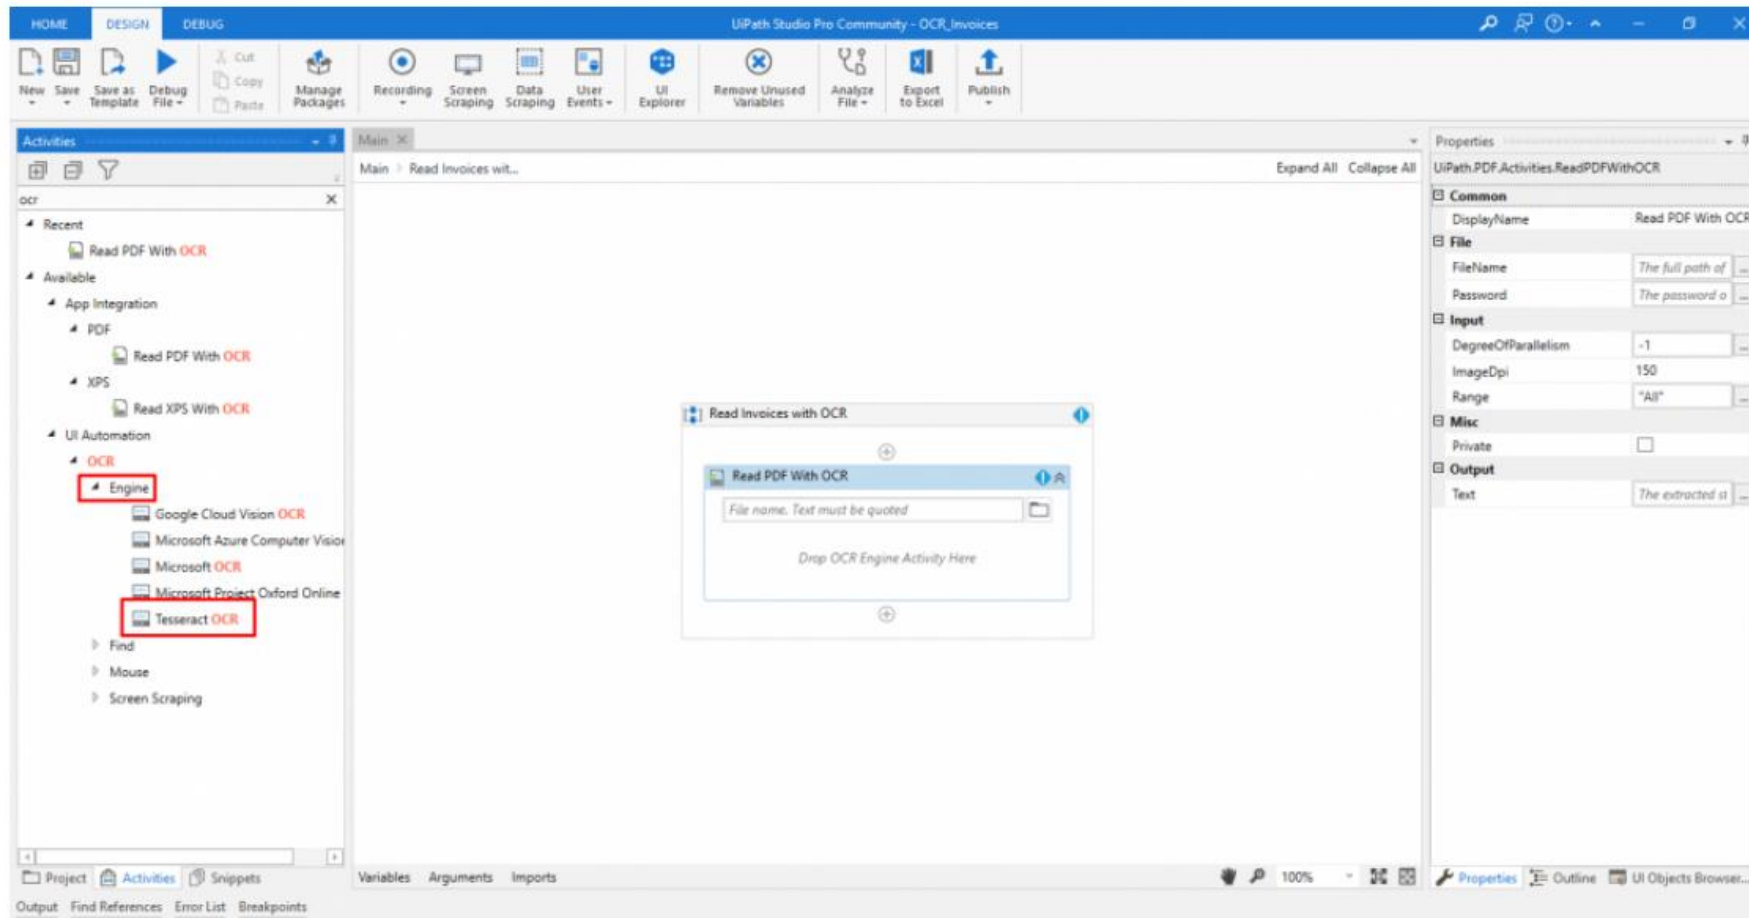 HOME DESIGN DEBUG UiPath Studio Pro Community - OCR_Invoices
New Save Save as Template Debug File Cut Copy Paste Manage Packages Recording Screen Scraping Data Scraping User Events UI Explorer Remove Unused Variables Analyze File Export to Excel Publish
Activities
ocr
Recent
Read PDF With OCR
Available
App Integration
PDF
Read PDF With OCR
XPS
Read XPS With OCR
UI Automation
OCR
Engine
Google Cloud Vision OCR
Microsoft Azure Computer Vision
Microsoft OCR
Microsoft Project Oxford Online
Tesseract OCR
Find
Mouse
Screen Scraping
Project Activities Snippets
Main
Main > Read Invoices wit... Expand All Collapse All
Read Invoices with OCR
Read PDF With OCR
File name. Text must be quoted
Drop OCR Engine Activity Here
Variables Arguments Imports 100%
Properties
UiPath.PDF.Activities.ReadPDFWithOCR
Common
DisplayName Read PDF With OCR
File
FileName The full path of ...
Password The password o ...
Input
DegreeOfParallelism -1 ...
ImageDpi 150
Range "All" ...
Misc
Private
Output
Text The extracted st ...
Properties Outline UI Objects Browser...
Output Find References Error List Breakpoints